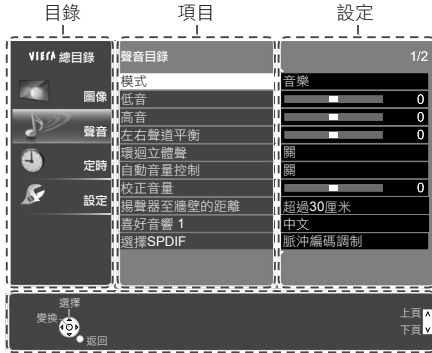 目錄 項目 設定
VIErA 總目錄 聲音目錄 1/2
圖像
聲音
定時
設定
模式 音樂
低音 0
高音 0
左右聲道平衡 0
環迴立體聲 關
自動音量控制 關
校正音量 0
揚聲器至牆壁的距離 超過30厘米
喜好音響 1 中文
選擇SPDIF 脈沖編碼調制
選擇
變換
返回
上頁
下頁